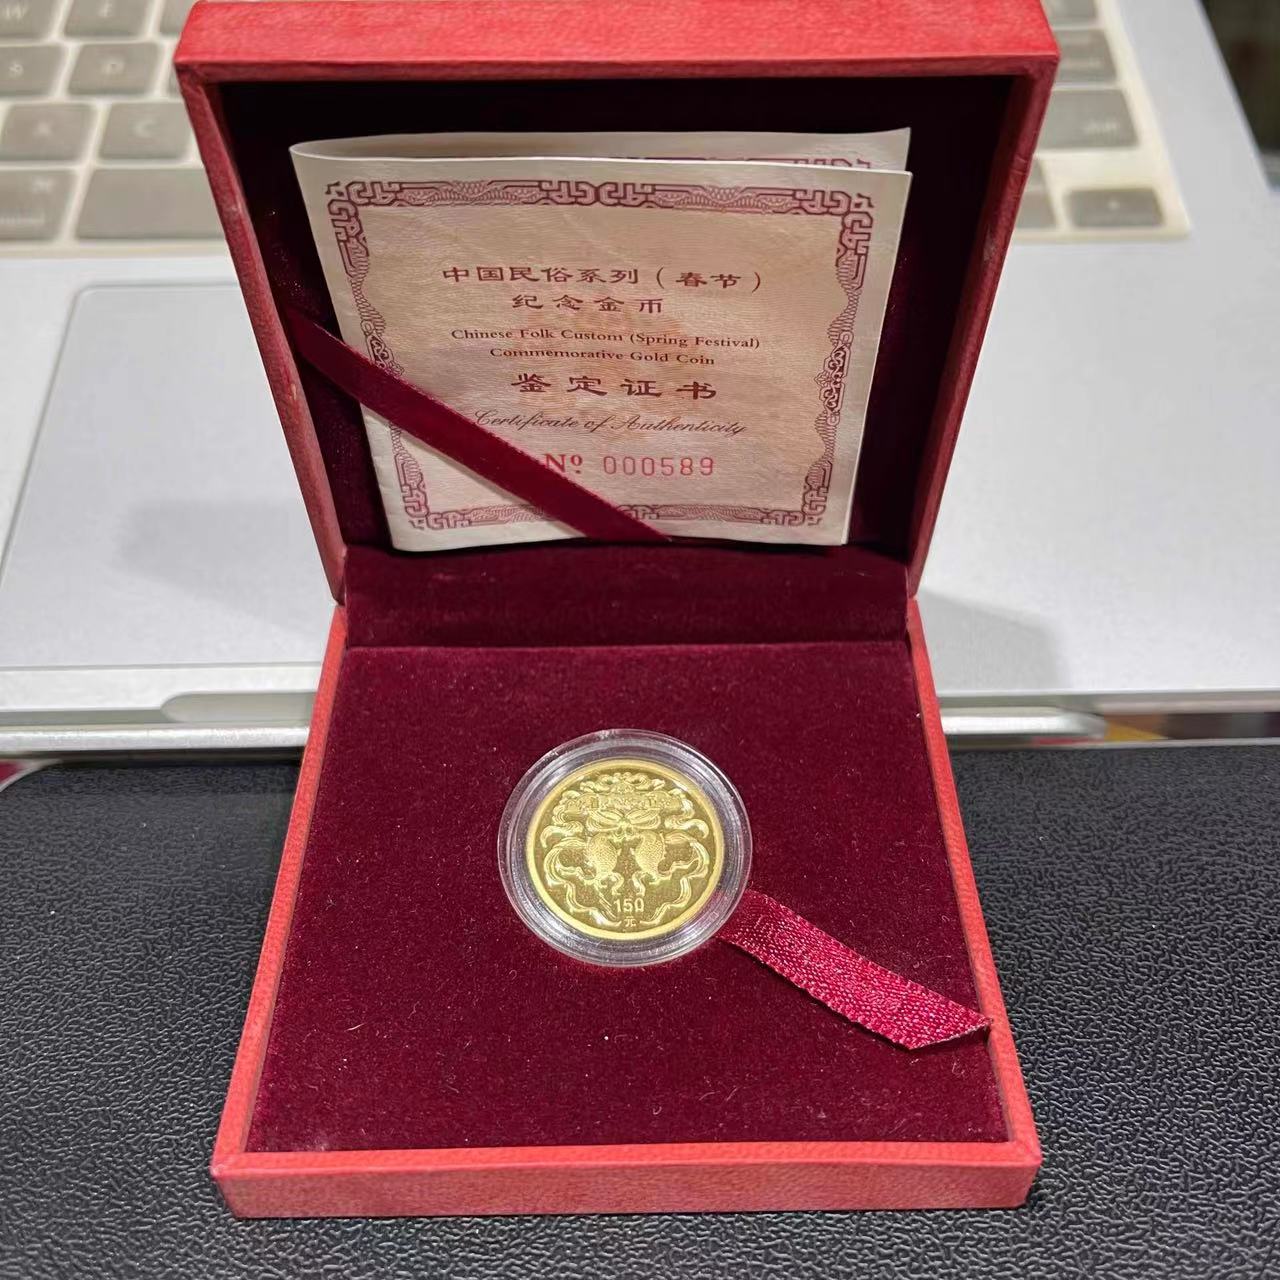 中国民俗系列（春节）
纪念金币
Chinese Folk Custom (Spring Festival)
Commemorative Gold Coin
鉴定证书
Certificate of Authenticity
Nº 000589
150
元